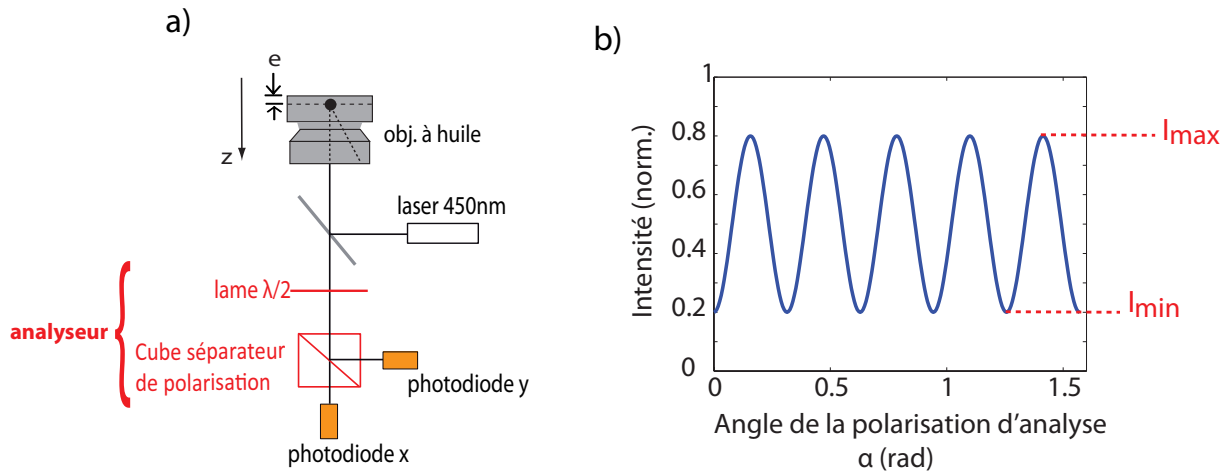 a)
e
z
obj. à huile
laser 450nm
lame λ/2
analyseur
Cube séparateur
de polarisation
photodiode y
photodiode x
b)
Intensité (norm.)
1
0.8
0.6
0.4
0.2
0
0
0.5
1
1.5
Imax
Imin
Angle de la polarisation d'analyse
α (rad)